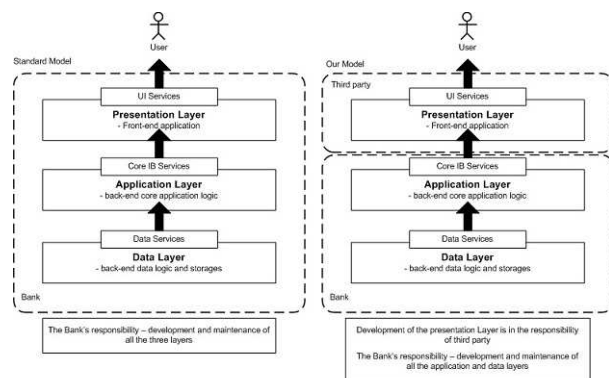 User
Standard Model
UI Services
Presentation Layer
- Front-end application
Core IB Services
Application Layer
- back-end core application logic
Data Services
Data Layer
- back-end data logic and storages
Bank
The Bank's responsibility – development and maintenance of
all the three layers
User
Our Model
Third party
UI Services
Presentation Layer
- Front-end application
Core IB Services
Application Layer
- back-end core application logic
Data Services
Data Layer
- back-end data logic and storages
Bank
Development of the presentation Layer is in the responsibility
of third party
The Bank's responsibility – development and maintenance of
all the application and data layers